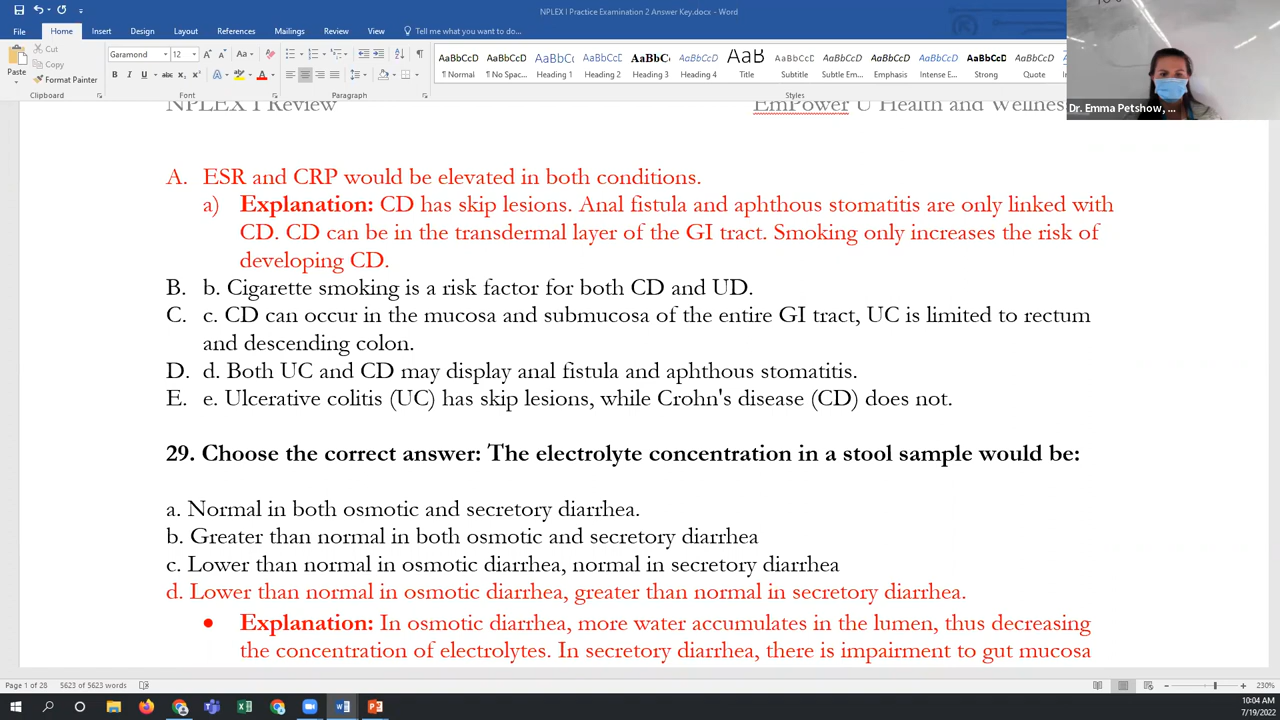 NPLEX I Practice Examination 2 Answer Key.docx - Word
File Home Insert Draw Design Layout References Mailings Review View Tell me what you want to do...
Cut
Copy
Format Painter
Paste
Garamond 12
AaBbCcD AaBbCcD AaBbC AaBbCc AaBbC AaBbCcI AaB AaBbCcD AaBbCcD AaBbCcD AaBbCcD AaBbCcD AaBbCcD
¶ Normal ¶ No Spac... Heading 1 Heading 2 Heading 3 Heading 4 Title Subtitle Subtle Em... Emphasis Intense E... Strong Quote
Clipboard Font Paragraph Styles
Dr. Emma Petshow, ...
NPLEX I Review EmPower U Health and Wellness
A. ESR and CRP would be elevated in both conditions.
a) Explanation: CD has skip lesions. Anal fistula and aphthous stomatitis are only linked with
CD. CD can be in the transdermal layer of the GI tract. Smoking only increases the risk of
developing CD.
B. b. Cigarette smoking is a risk factor for both CD and UD.
C. c. CD can occur in the mucosa and submucosa of the entire GI tract, UC is limited to rectum
and descending colon.
D. d. Both UC and CD may display anal fistula and aphthous stomatitis.
E. e. Ulcerative colitis (UC) has skip lesions, while Crohn's disease (CD) does not.
29. Choose the correct answer: The electrolyte concentration in a stool sample would be:
a. Normal in both osmotic and secretory diarrhea.
b. Greater than normal in both osmotic and secretory diarrhea
c. Lower than normal in osmotic diarrhea, normal in secretory diarrhea
d. Lower than normal in osmotic diarrhea, greater than normal in secretory diarrhea.
• Explanation: In osmotic diarrhea, more water accumulates in the lumen, thus decreasing
the concentration of electrolytes. In secretory diarrhea, there is impairment to gut mucosa
Page 1 of 28 5623 of 5623 words 230%
10:04 AM
7/19/2022